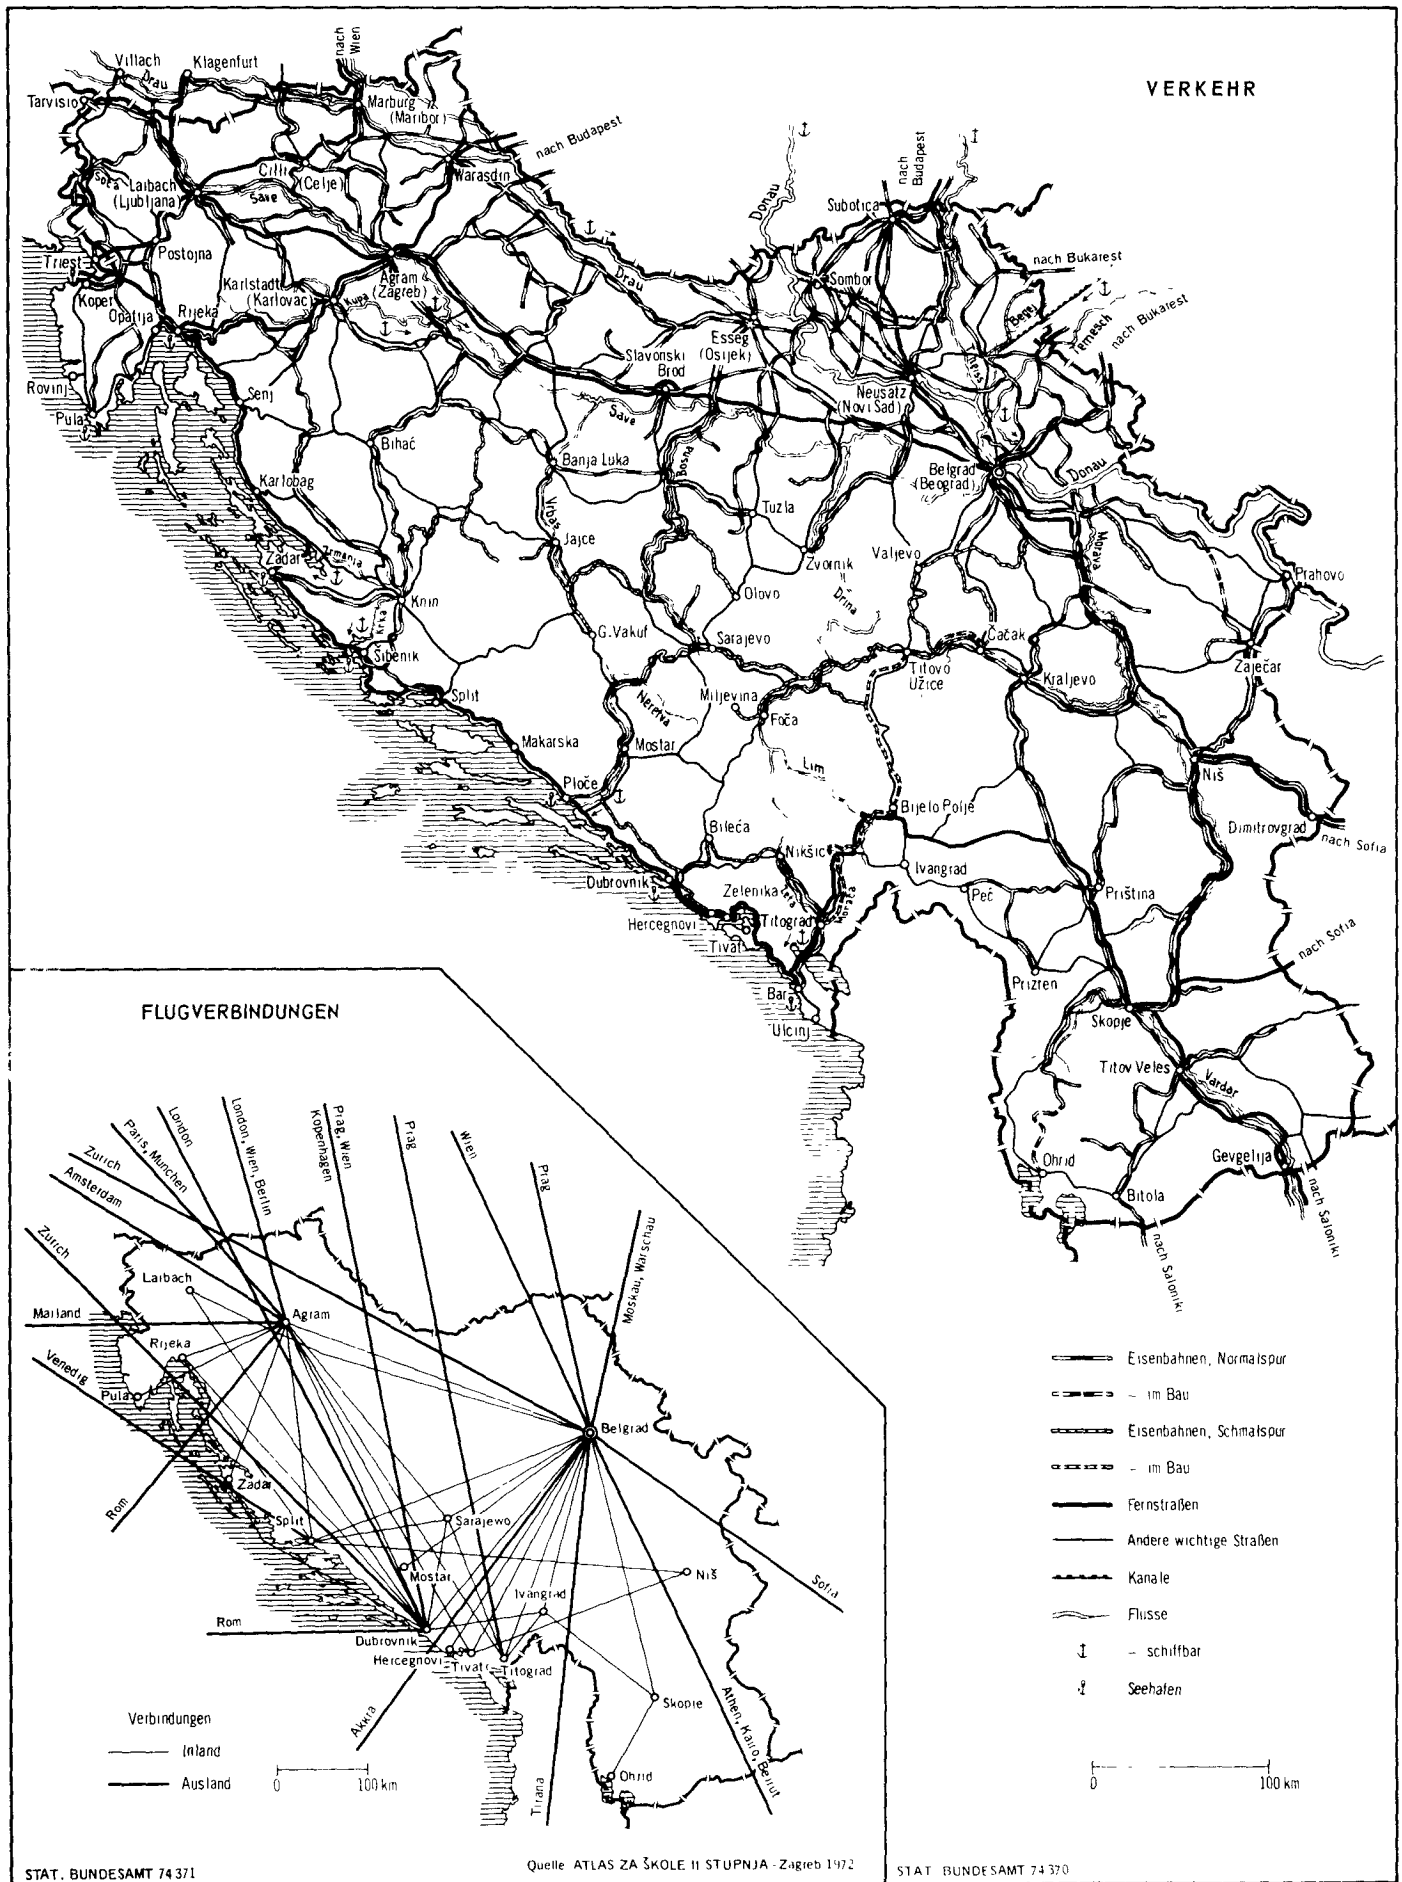 VERKEHR
nach Wien
Villach
Klagenfurt
Drau
Tarvisio
Marburg
(Maribor)
nach Budapest
Soča
Laibach
(Ljubljana)
Cilli
(Celje)
Warasdin
Save
Donau
nach
Budapest
Subotica
Triest
Postojna
Koper
Karlstadt
(Karlovac)
Agram
(Zagreb)
Kupa
Drau
Sombor
nach Bukarest
Opatija
Rijeka
Begej
Temesch
nach Bukarest
Esseg
(Osijek)
Slavonski
Brod
Theiss
Rovinj
Pula
Senj
Neusatz
(Novi Sad)
Save
Bihać
Banja Luka
Bosna
Belgrad
(Beograd)
Donau
Karlobag
Vrbas
Tuzla
Jajce
Zadar
Zrmanja
Zvornik
Valjevo
Morava
Prahovo
Knin
Olovo
Drina
Krka
G. Vakuf
Sarajevo
Čačak
Šibenik
Titovo
Užice
Zaječar
Kraljevo
Split
Neretva
Miljevina
Foča
Makarska
Mostar
Lim
Niš
Ploče
Bijelo Polje
Dimitrovgrad
nach Sofia
Bileća
Nikšić
Ivangrad
Dubrovnik
Zelenika
Zeta
Morača
Peć
Priština
Hercegnovi
Titograd
Tivat
nach Sofia
Prizren
Bar
Ulcinj
Skopje
Titov Veles
Vardar
Ohrid
Gevgelija
Bitola
nach Saloniki
nach Saloniki
FLUGVERBINDUNGEN
London
London, Wien, Berlin
Prag, Wien
Kopenhagen
Prag
Wien
Prag
Paris, München
Zürich
Amsterdam
Zürich
Moskau, Warschau
Laibach
Mailand
Agram
Rijeka
Venedig
Pula
Belgrad
Zadar
Rom
Split
Sarajewo
Mostar
Niš
Sofia
Ivangrad
Rom
Dubrovnik
Hercegnovi
Tivat
Titograd
Akkra
Skopje
Athen, Kairo, Beirut
Ohrid
Tirana
Verbindungen
Inland
Ausland
0 100 km
Eisenbahnen, Normalspur
– im Bau
Eisenbahnen, Schmalspur
– im Bau
Fernstraßen
Andere wichtige Straßen
Kanäle
Flüsse
– schiffbar
Seehafen
0 100 km
STAT. BUNDESAMT 74 371
Quelle ATLAS ZA ŠKOLE II STUPNJA - Zagreb 1972
STAT BUNDESAMT 74 370